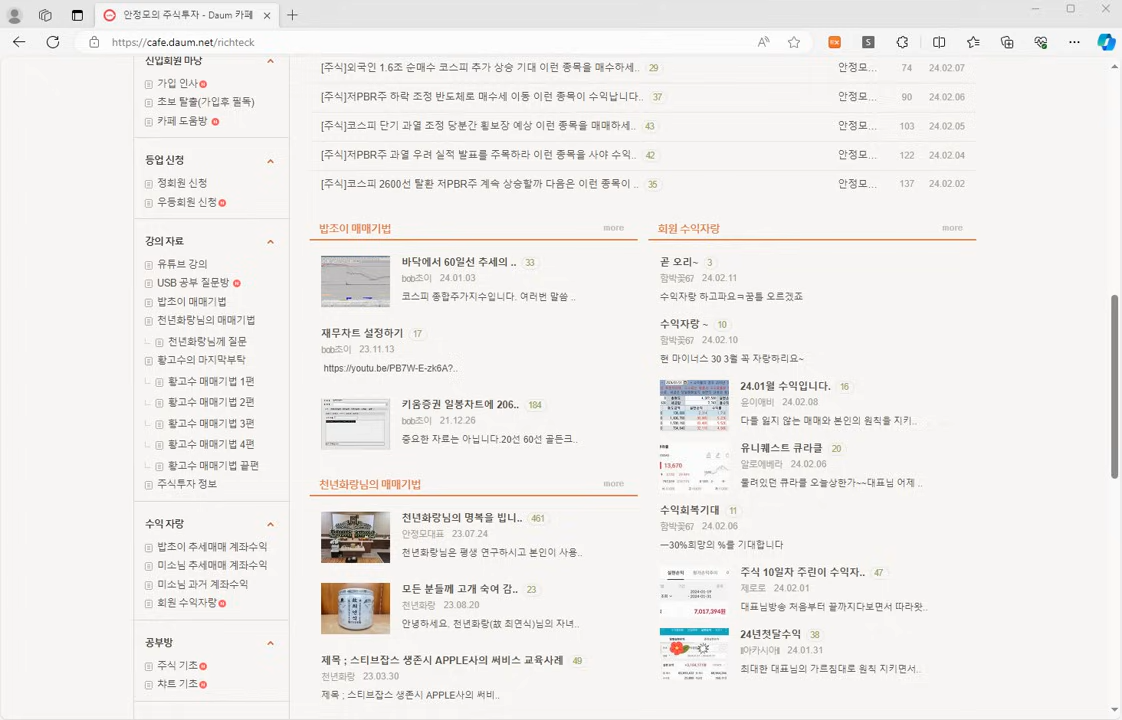 안정모의 주식투자 - Daum 카페
https://cafe.daum.net/richteck
신입회원 마당
가입 인사
초보 탈출(가입후 필독)
카페 도움방
등업 신청
정회원 신청
우등회원 신청
강의 자료
유튜브 강의
USB 공부 질문방
밥조이 매매기법
천년화랑님의 매매기법
천년화랑님께 질문
황고수의 마지막부탁
황고수 매매기법 1편
황고수 매매기법 2편
황고수 매매기법 3편
황고수 매매기법 4편
황고수 매매기법 끝편
주식투자 정보
수익 자랑
밥조이 추세매매 계좌수익
미소님 추세매매 계좌수익
미소님 과거 계좌수익
회원 수익자랑
공부방
주식 기초
챠트 기초
[주식]외국인 1.6조 순매수 코스피 추가 상승 기대 이런 종목을 매수하세.. 29 안정모... 74 24.02.07
[주식]저PBR주 하락 조정 반도체로 매수세 이동 이런 종목이 수익납니다.. 37 안정모... 90 24.02.06
[주식]코스피 단기 과열 조정 당분간 횡보장 예상 이런 종목을 매매하세.. 43 안정모... 103 24.02.05
[주식]저PBR주 과열 우려 실적 발표를 주목하라 이런 종목을 사야 수익.. 42 안정모... 122 24.02.04
[주식]코스피 2600선 탈환 저PBR주 계속 상승할까 다음은 이런 종목이 .. 35 안정모... 137 24.02.02
밥조이 매매기법 more
바닥에서 60일선 추세의 .. 33
bob조이 24.01.03
코스피 종합주가지수입니다. 여러번 말씀 ..
재무차트 설정하기 17
bob조이 23.11.13
https://youtu.be/PB7W-E-zk6A?..
키움증권 일봉차트에 206.. 184
bob조이 21.12.26
중요한 자료는 아닙니다.20선 60선 골든크..
천년화랑님의 매매기법 more
천년화랑님의 명복을 빕니.. 461
안정모대표 23.07.24
천년화랑님은 평생 연구하시고 본인이 사용..
모든 분들께 고개 숙여 감.. 23
천년화랑 23.08.20
안녕하세요. 천년화랑(故 최연식)님의 자녀..
제목 ; 스티브잡스 생존시 APPLE사의 써비스 교육사례 49
천년화랑 23.03.30
제목 ; 스티브잡스 생존시 APPLE사의 써비..
회원 수익자랑 more
곧 오리~ 3
함박꽃67 24.02.11
수익자랑 하고파요ㅋ꿈틀 오르겠죠
수익자랑 ~ 10
함박꽃67 24.02.10
현 마이너스 30 3월 꼭 자랑하리요~
24.01월 수익입니다. 16
윤이애비 24.02.08
다들 잃지 않는 매매와 본인의 원칙을 지키..
유니퀘스트 큐라클 20
알로에베라 24.02.06
물려있던 큐라를 오늘상한가~~대표님 어제 ..
13,670
수익회복기대 11
함박꽃67 24.02.06
ㅡ30%희망의 %를 기대합니다
주식 10일차 주린이 수익자.. 47
제로로 24.02.01
대표님방송 처음부터 끝까지다보면서 따라왓..
7,017,394원
24년첫달수익 38
아카시아 24.01.31
최대한 대표님의 가르침대로 원칙 지키면서..